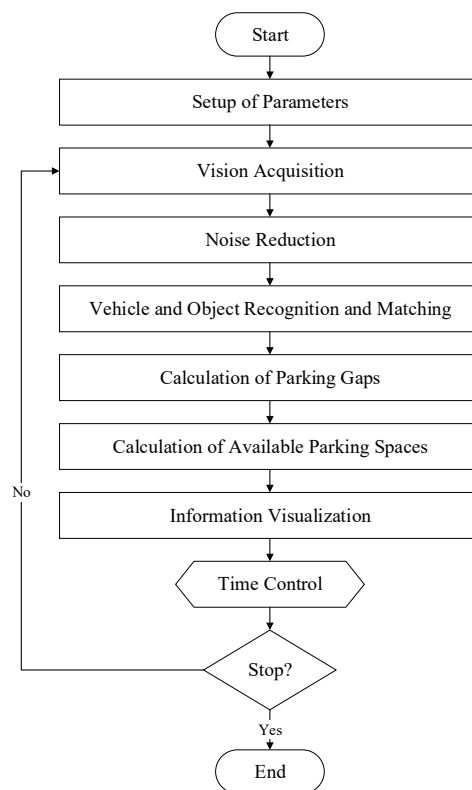 Start
Setup of Parameters
Vision Acquisition
Noise Reduction
Vehicle and Object Recognition and Matching
Calculation of Parking Gaps
Calculation of Available Parking Spaces
No
Information Visualization
Time Control
Stop?
Yes
End